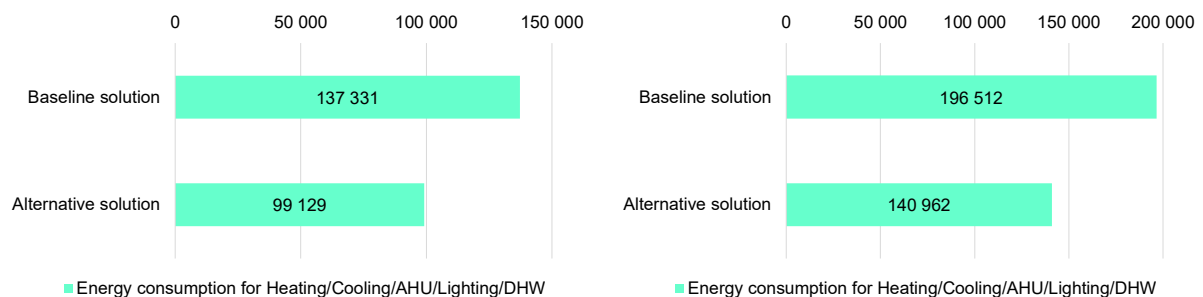 0 50 000 100 000 150 000
Baseline solution 137 331
Alternative solution 99 129
Energy consumption for Heating/Cooling/AHU/Lighting/DHW
0 50 000 100 000 150 000 200 000
Baseline solution 196 512
Alternative solution 140 962
Energy consumption for Heating/Cooling/AHU/Lighting/DHW